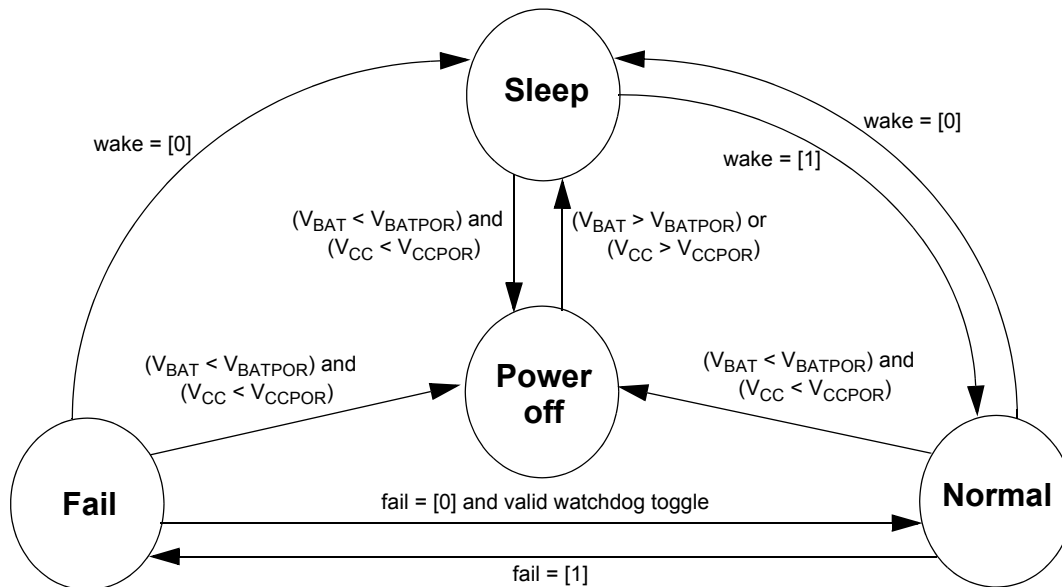 Sleep
wake = [0]
wake = [0]
wake = [1]
(VBAT < VBATPOR) and
(VCC < VCCPOR)
(VBAT > VBATPOR) or
(VCC > VCCPOR)
(VBAT < VBATPOR) and
(VCC < VCCPOR)
Power
off
(VBAT < VBATPOR) and
(VCC < VCCPOR)
Fail
fail = [0] and valid watchdog toggle
Normal
fail = [1]